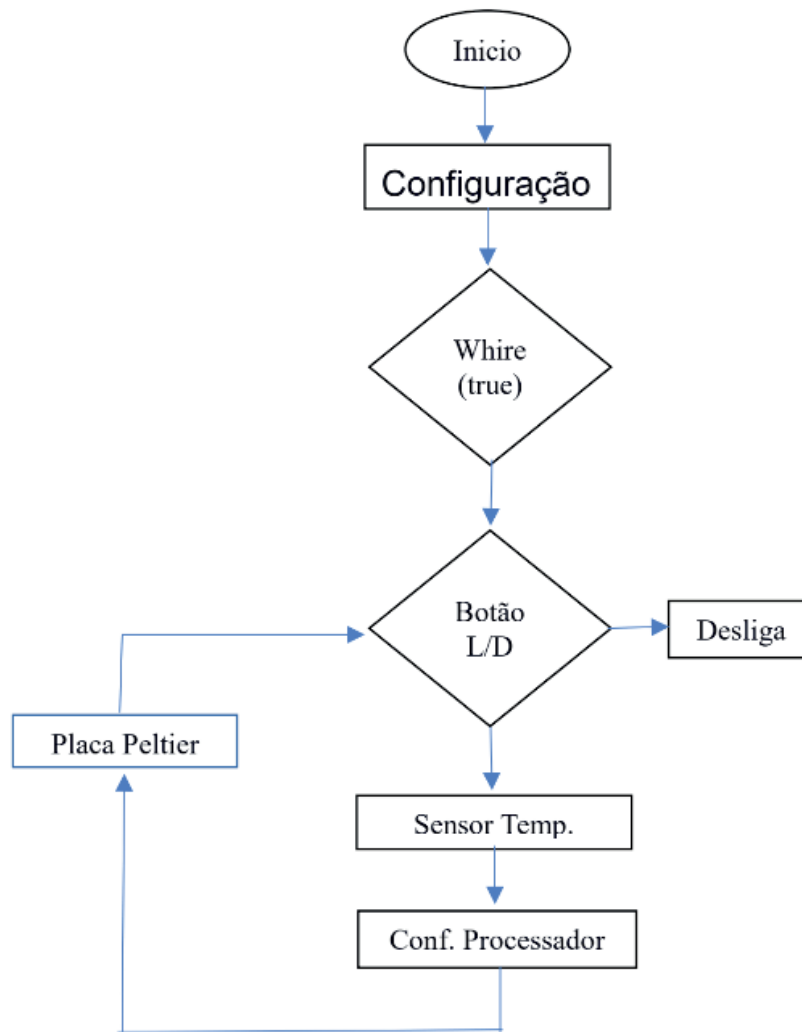 Inicio
Configuração
Whire
(true)
Botão
L/D
Desliga
Placa Peltier
Sensor Temp.
Conf. Processador